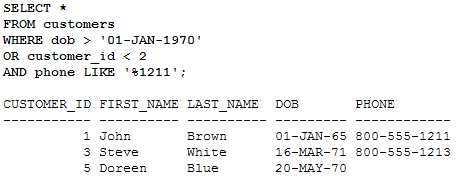 SELECT *
FROM customers
WHERE dob > '01-JAN-1970'
OR customer_id < 2
AND phone LIKE '%1211';
CUSTOMER_ID FIRST_NAME LAST_NAME DOB PHONE
----------- ---------- ---------- --------- ------------
1 John Brown 01-JAN-65 800-555-1211
3 Steve White 16-MAR-71 800-555-1213
5 Doreen Blue 20-MAY-70